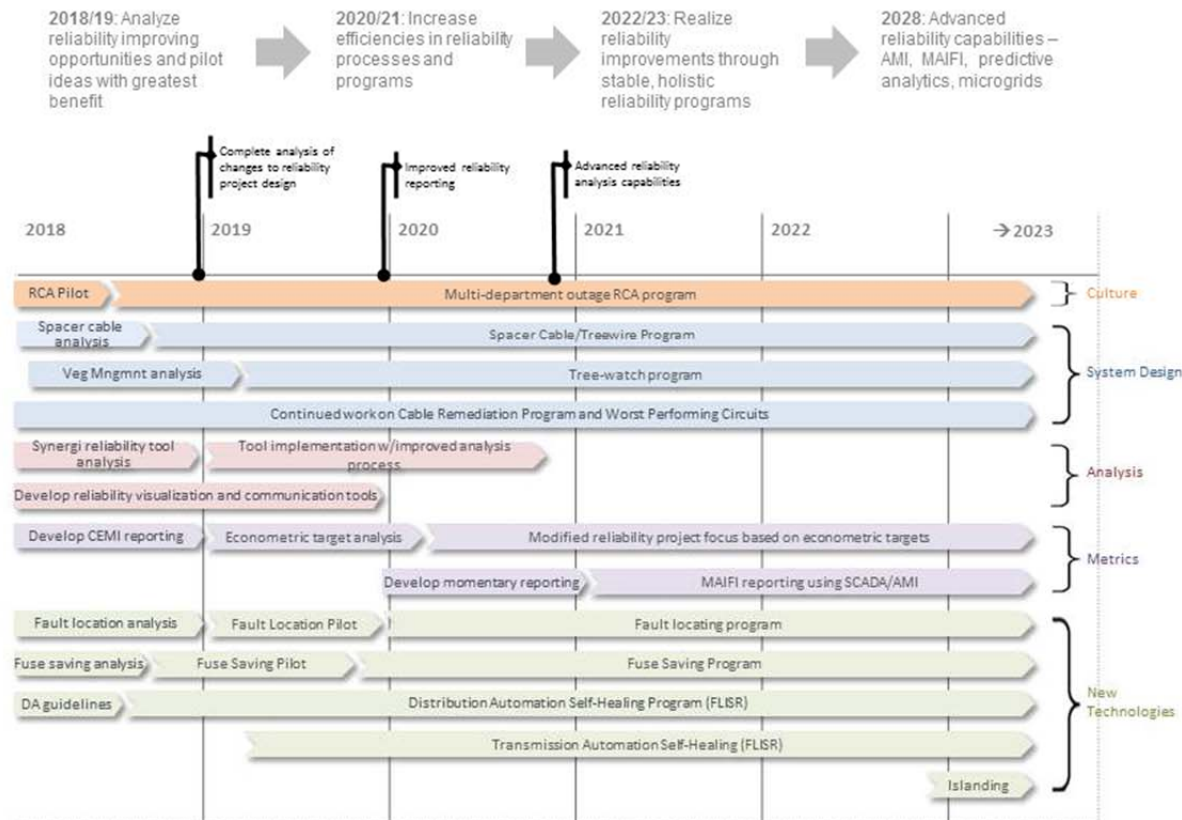 2018/19: Analyze
reliability improving
opportunities and pilot
ideas with greatest
benefit
2020/21: Increase
efficiencies in reliability
processes and
programs
2022/23: Realize
reliability
improvements through
stable, holistic
reliability programs
2028: Advanced
reliability capabilities –
AMI, MAIFI, predictive
analytics, microgrids
Complete analysis of
changes to reliability
project design
Improved reliability
reporting
Advanced reliability
analysis capabilities
2018 2019 2020 2021 2022 → 2023
RCA Pilot Multi-department outage RCA program Culture
Spacer cable
analysis
Spacer Cable/Treewire Program
Veg Mngmnt analysis Tree-watch program System Design
Continued work on Cable Remediation Program and Worst Performing Circuits
Synergi reliability tool
analysis
Tool implementation w/improved analysis
process
Analysis
Develop reliability visualization and communication tools
Develop CEMI reporting Econometric target analysis Modified reliability project focus based on econometric targets
Metrics
Develop momentary reporting MAIFI reporting using SCADA/AMI
Fault location analysis Fault Location Pilot Fault locating program
Fuse saving analysis Fuse Saving Pilot Fuse Saving Program
DA guidelines Distribution Automation Self-Healing Program (FLISR)
New
Technologies
Transmission Automation Self-Healing (FLISR)
Islanding